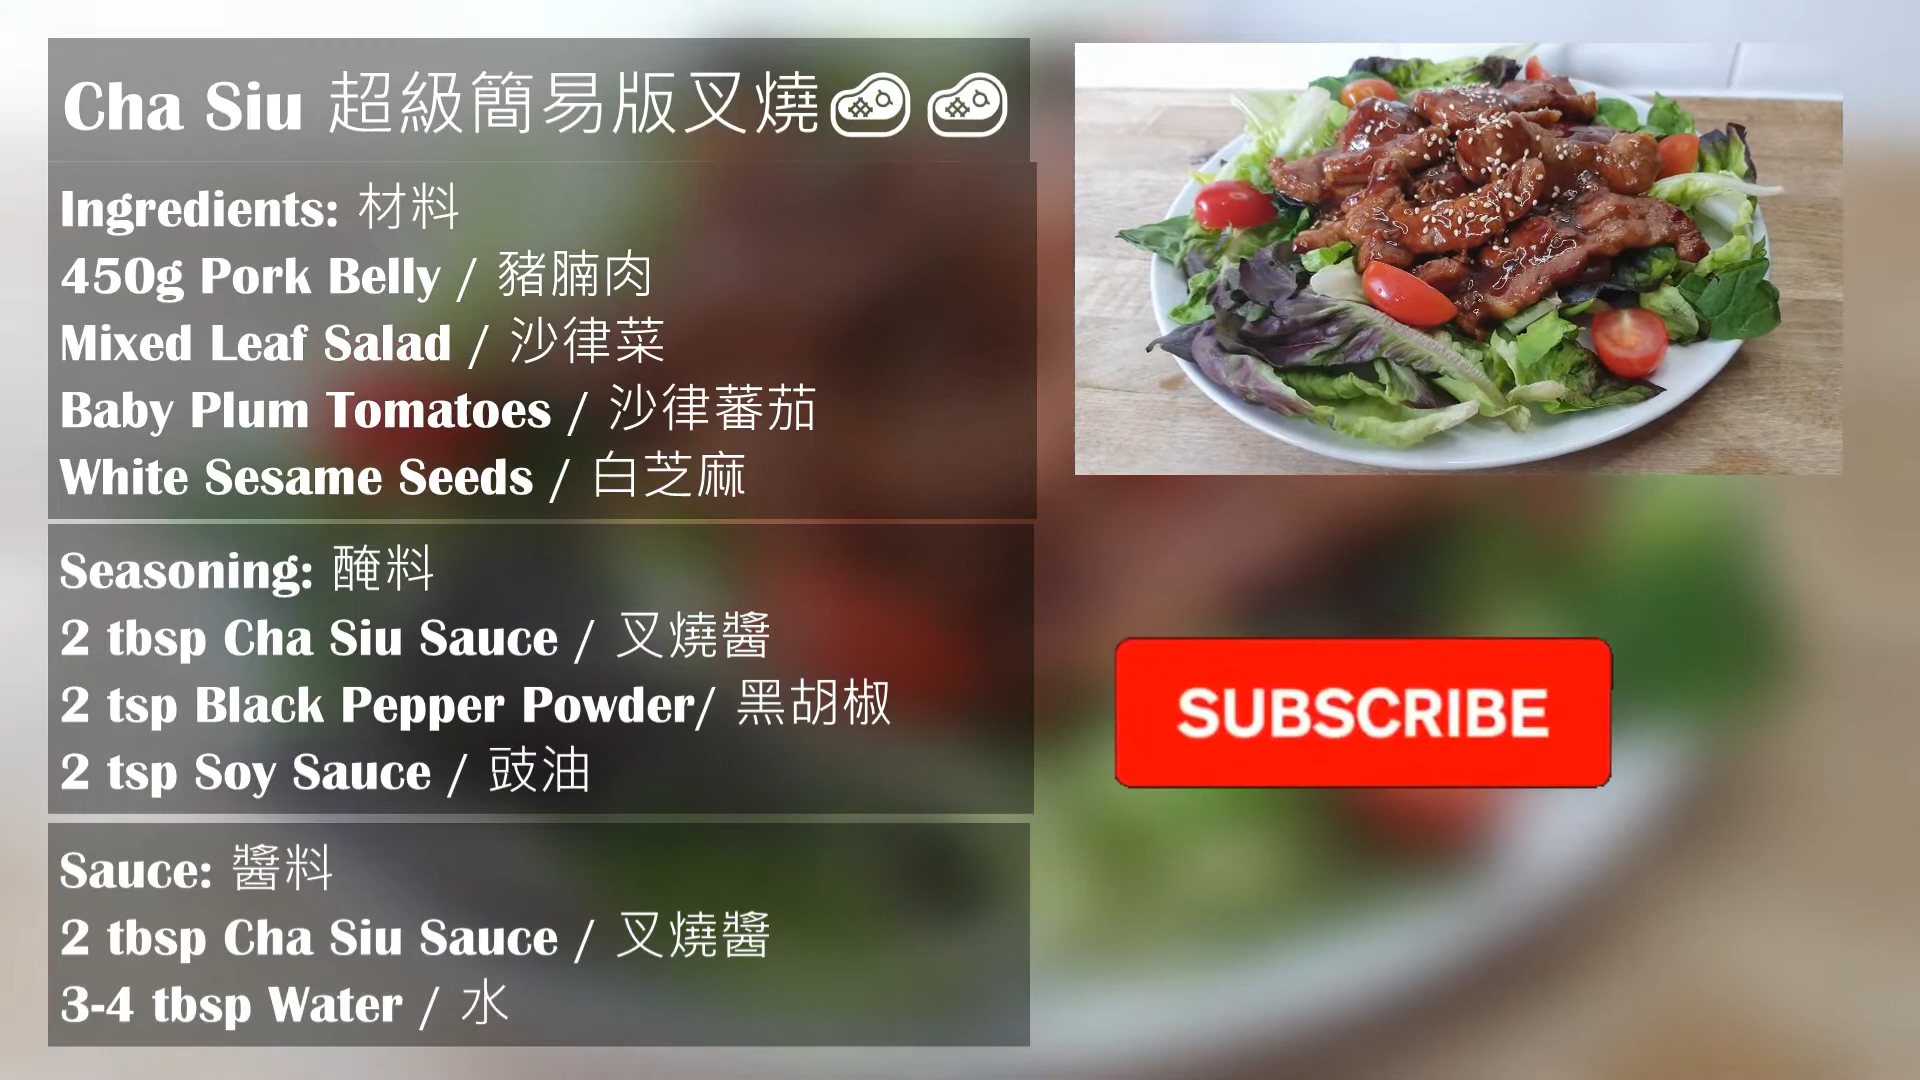 Cha Siu 超級簡易版叉燒
Ingredients: 材料
450g Pork Belly / 豬腩肉
Mixed Leaf Salad / 沙律菜
Baby Plum Tomatoes / 沙律蕃茄
White Sesame Seeds / 白芝麻
Seasoning: 醃料
2 tbsp Cha Siu Sauce / 叉燒醬
2 tsp Black Pepper Powder/ 黑胡椒
2 tsp Soy Sauce / 豉油
Sauce: 醬料
2 tbsp Cha Siu Sauce / 叉燒醬
3-4 tbsp Water / 水
SUBSCRIBE